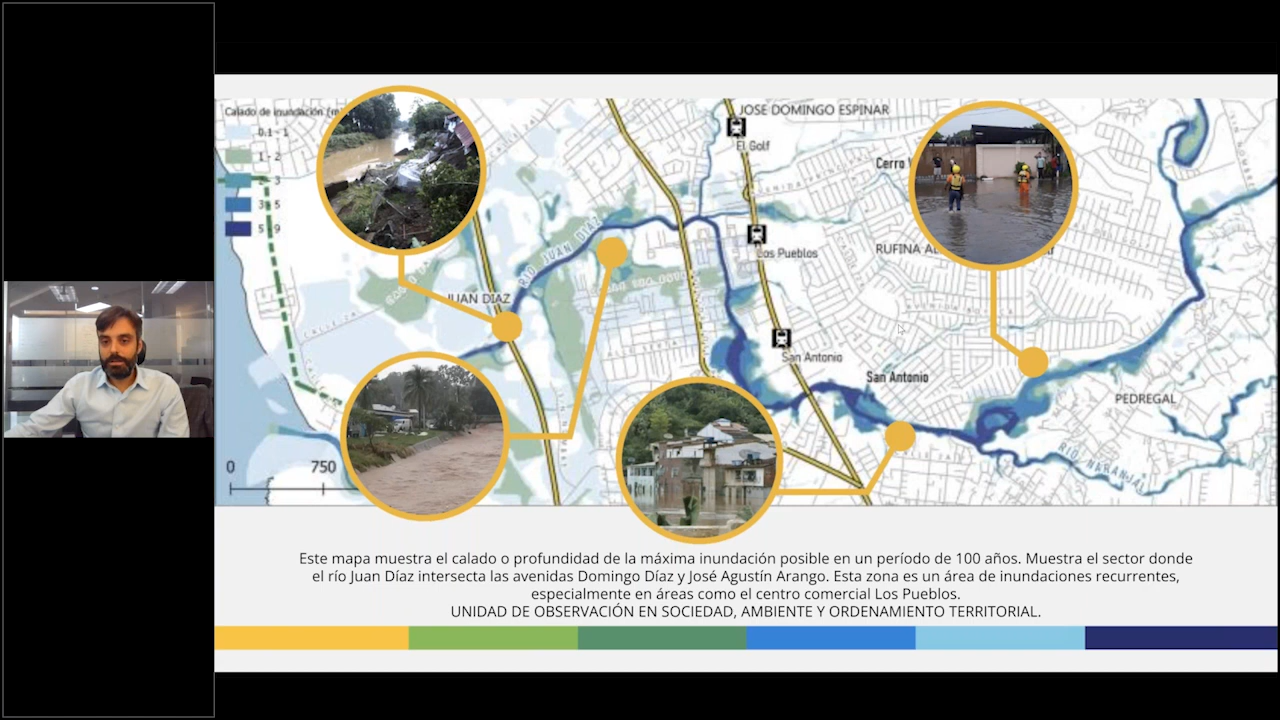 Calado de inundación (m)
0.1 - 1
1 - 2
3
3 5
5 9
JOSE DOMINGO ESPINAR
El Golf
Cerro
Los Pueblos
RUFINA AL
RÍO JUAN DÍAZ
JUAN DIAZ
San Antonio
San Antonio
PEDREGAL
RÍO NARANJAL
0 750
Este mapa muestra el calado o profundidad de la máxima inundación posible en un período de 100 años. Muestra el sector donde
el río Juan Díaz intersecta las avenidas Domingo Díaz y José Agustín Arango. Esta zona es un área de inundaciones recurrentes,
especialmente en áreas como el centro comercial Los Pueblos.
UNIDAD DE OBSERVACIÓN EN SOCIEDAD, AMBIENTE Y ORDENAMIENTO TERRITORIAL.